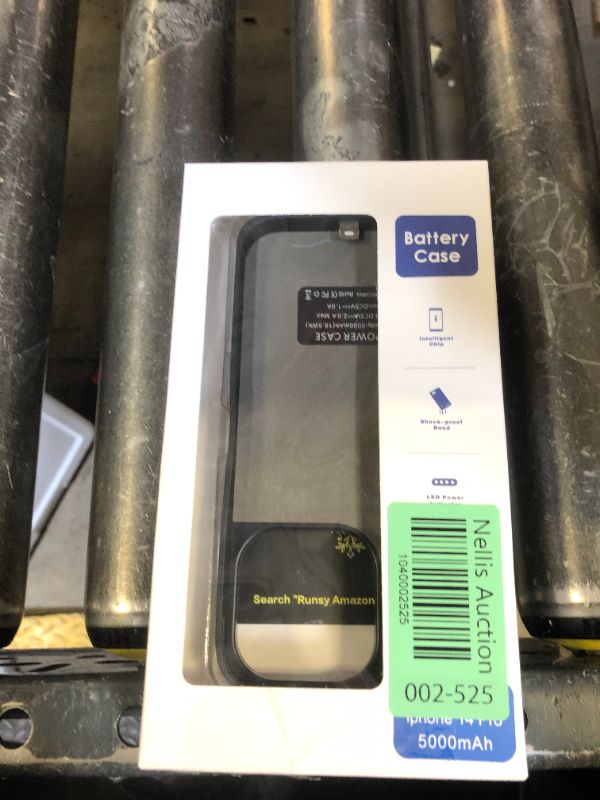 Battery
Case
Intelligent
Chip
Shock-proof
Band
LED Power
POWER CASE
Search "Runsy Amazon
Nellis Auction
1040002525
002-525
iphone 14 Pro
5000mAh